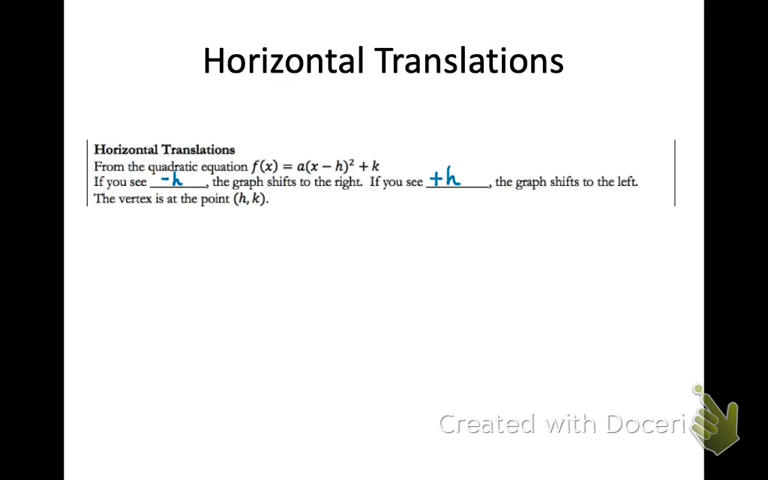 Horizontal Translations
Horizontal Translations
From the quadratic equation f(x) = a(x − h)² + k
If you see -h, the graph shifts to the right. If you see +h, the graph shifts to the left.
The vertex is at the point (h, k).
Created with Doceri